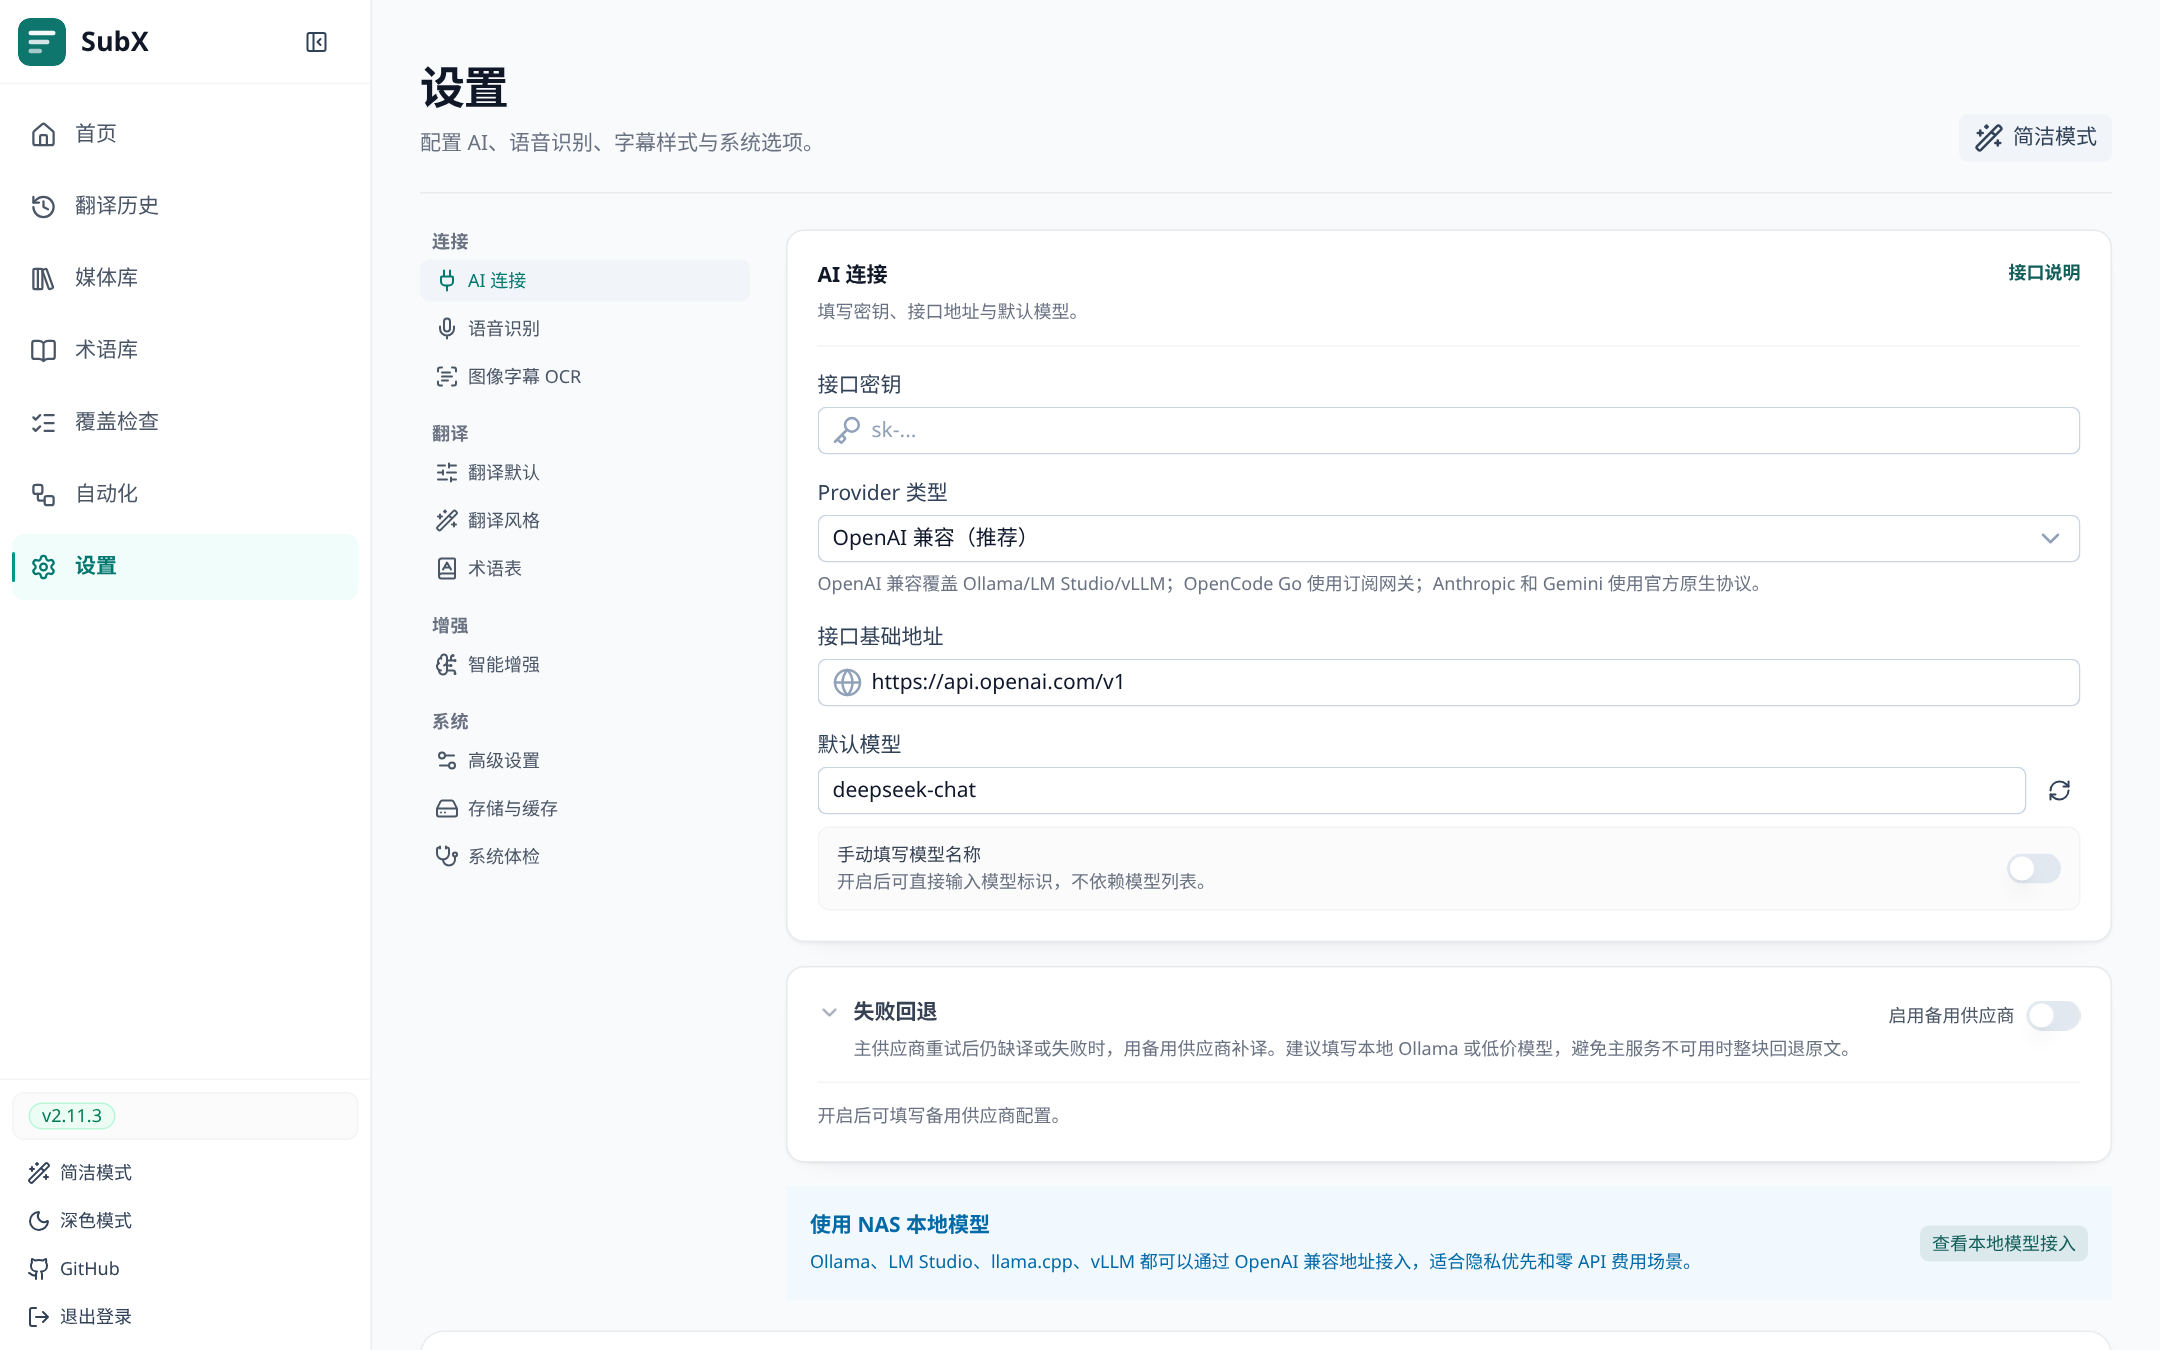 SubX
首页
翻译历史
媒体库
术语库
覆盖检查
自动化
设置
v2.11.3
简洁模式
深色模式
GitHub
退出登录
设置
配置 AI、语音识别、字幕样式与系统选项。
简洁模式
连接
AI 连接
语音识别
图像字幕 OCR
翻译
翻译默认
翻译风格
术语表
增强
智能增强
系统
高级设置
存储与缓存
系统体检
AI 连接
接口说明
填写密钥、接口地址与默认模型。
接口密钥
sk-...
Provider 类型
OpenAI 兼容（推荐）
OpenAI 兼容覆盖 Ollama/LM Studio/vLLM；OpenCode Go 使用订阅网关；Anthropic 和 Gemini 使用官方原生协议。
接口基础地址
https://api.openai.com/v1
默认模型
deepseek-chat
手动填写模型名称
开启后可直接输入模型标识，不依赖模型列表。
失败回退
启用备用供应商
主供应商重试后仍缺译或失败时，用备用供应商补译。建议填写本地 Ollama 或低价模型，避免主服务不可用时整块回退原文。
开启后可填写备用供应商配置。
使用 NAS 本地模型
Ollama、LM Studio、llama.cpp、vLLM 都可以通过 OpenAI 兼容地址接入，适合隐私优先和零 API 费用场景。
查看本地模型接入